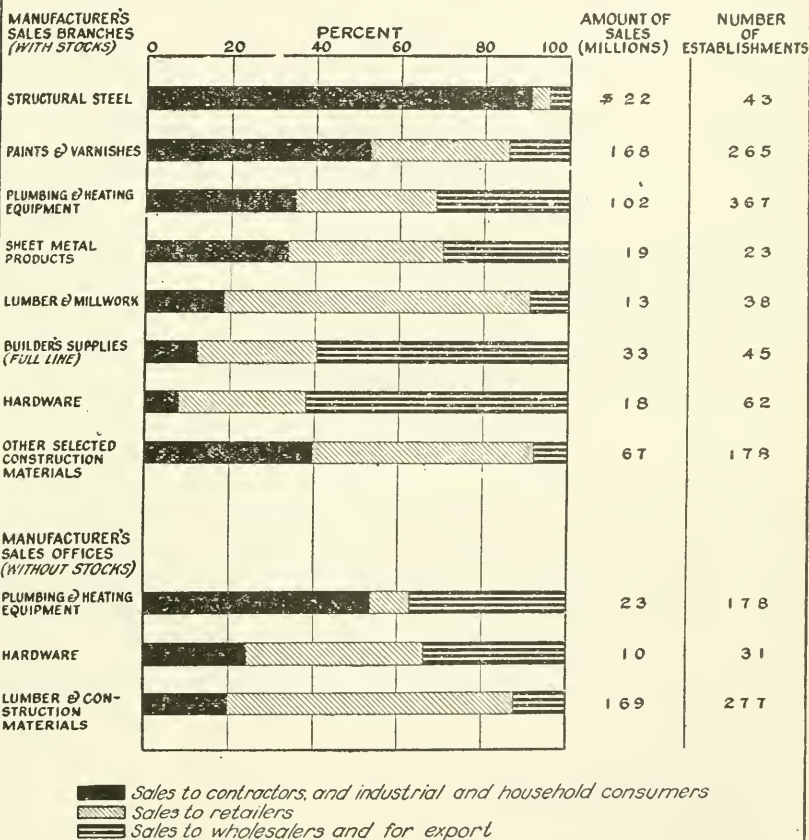 MANUFACTURER'S
SALES BRANCHES
(WITH STOCKS)
PERCENT
0 20 40 60 80 100
AMOUNT OF
SALES
(MILLIONS)
NUMBER
OF
ESTABLISHMENTS
STRUCTURAL STEEL $ 22 43
PAINTS & VARNISHES 168 265
PLUMBING & HEATING
EQUIPMENT 102 367
SHEET METAL
PRODUCTS 19 23
LUMBER & MILLWORK 13 38
BUILDER'S SUPPLIES
(FULL LINE) 33 45
HARDWARE 18 62
OTHER SELECTED
CONSTRUCTION
MATERIALS 67 178
MANUFACTURER'S
SALES OFFICES
(WITHOUT STOCKS)
PLUMBING & HEATING
EQUIPMENT 23 178
HARDWARE 10 31
LUMBER & CON-
STRUCTION
MATERIALS 169 277
Sales to contractors, and industrial and household consumers
Sales to retailers
Sales to wholesalers and for export